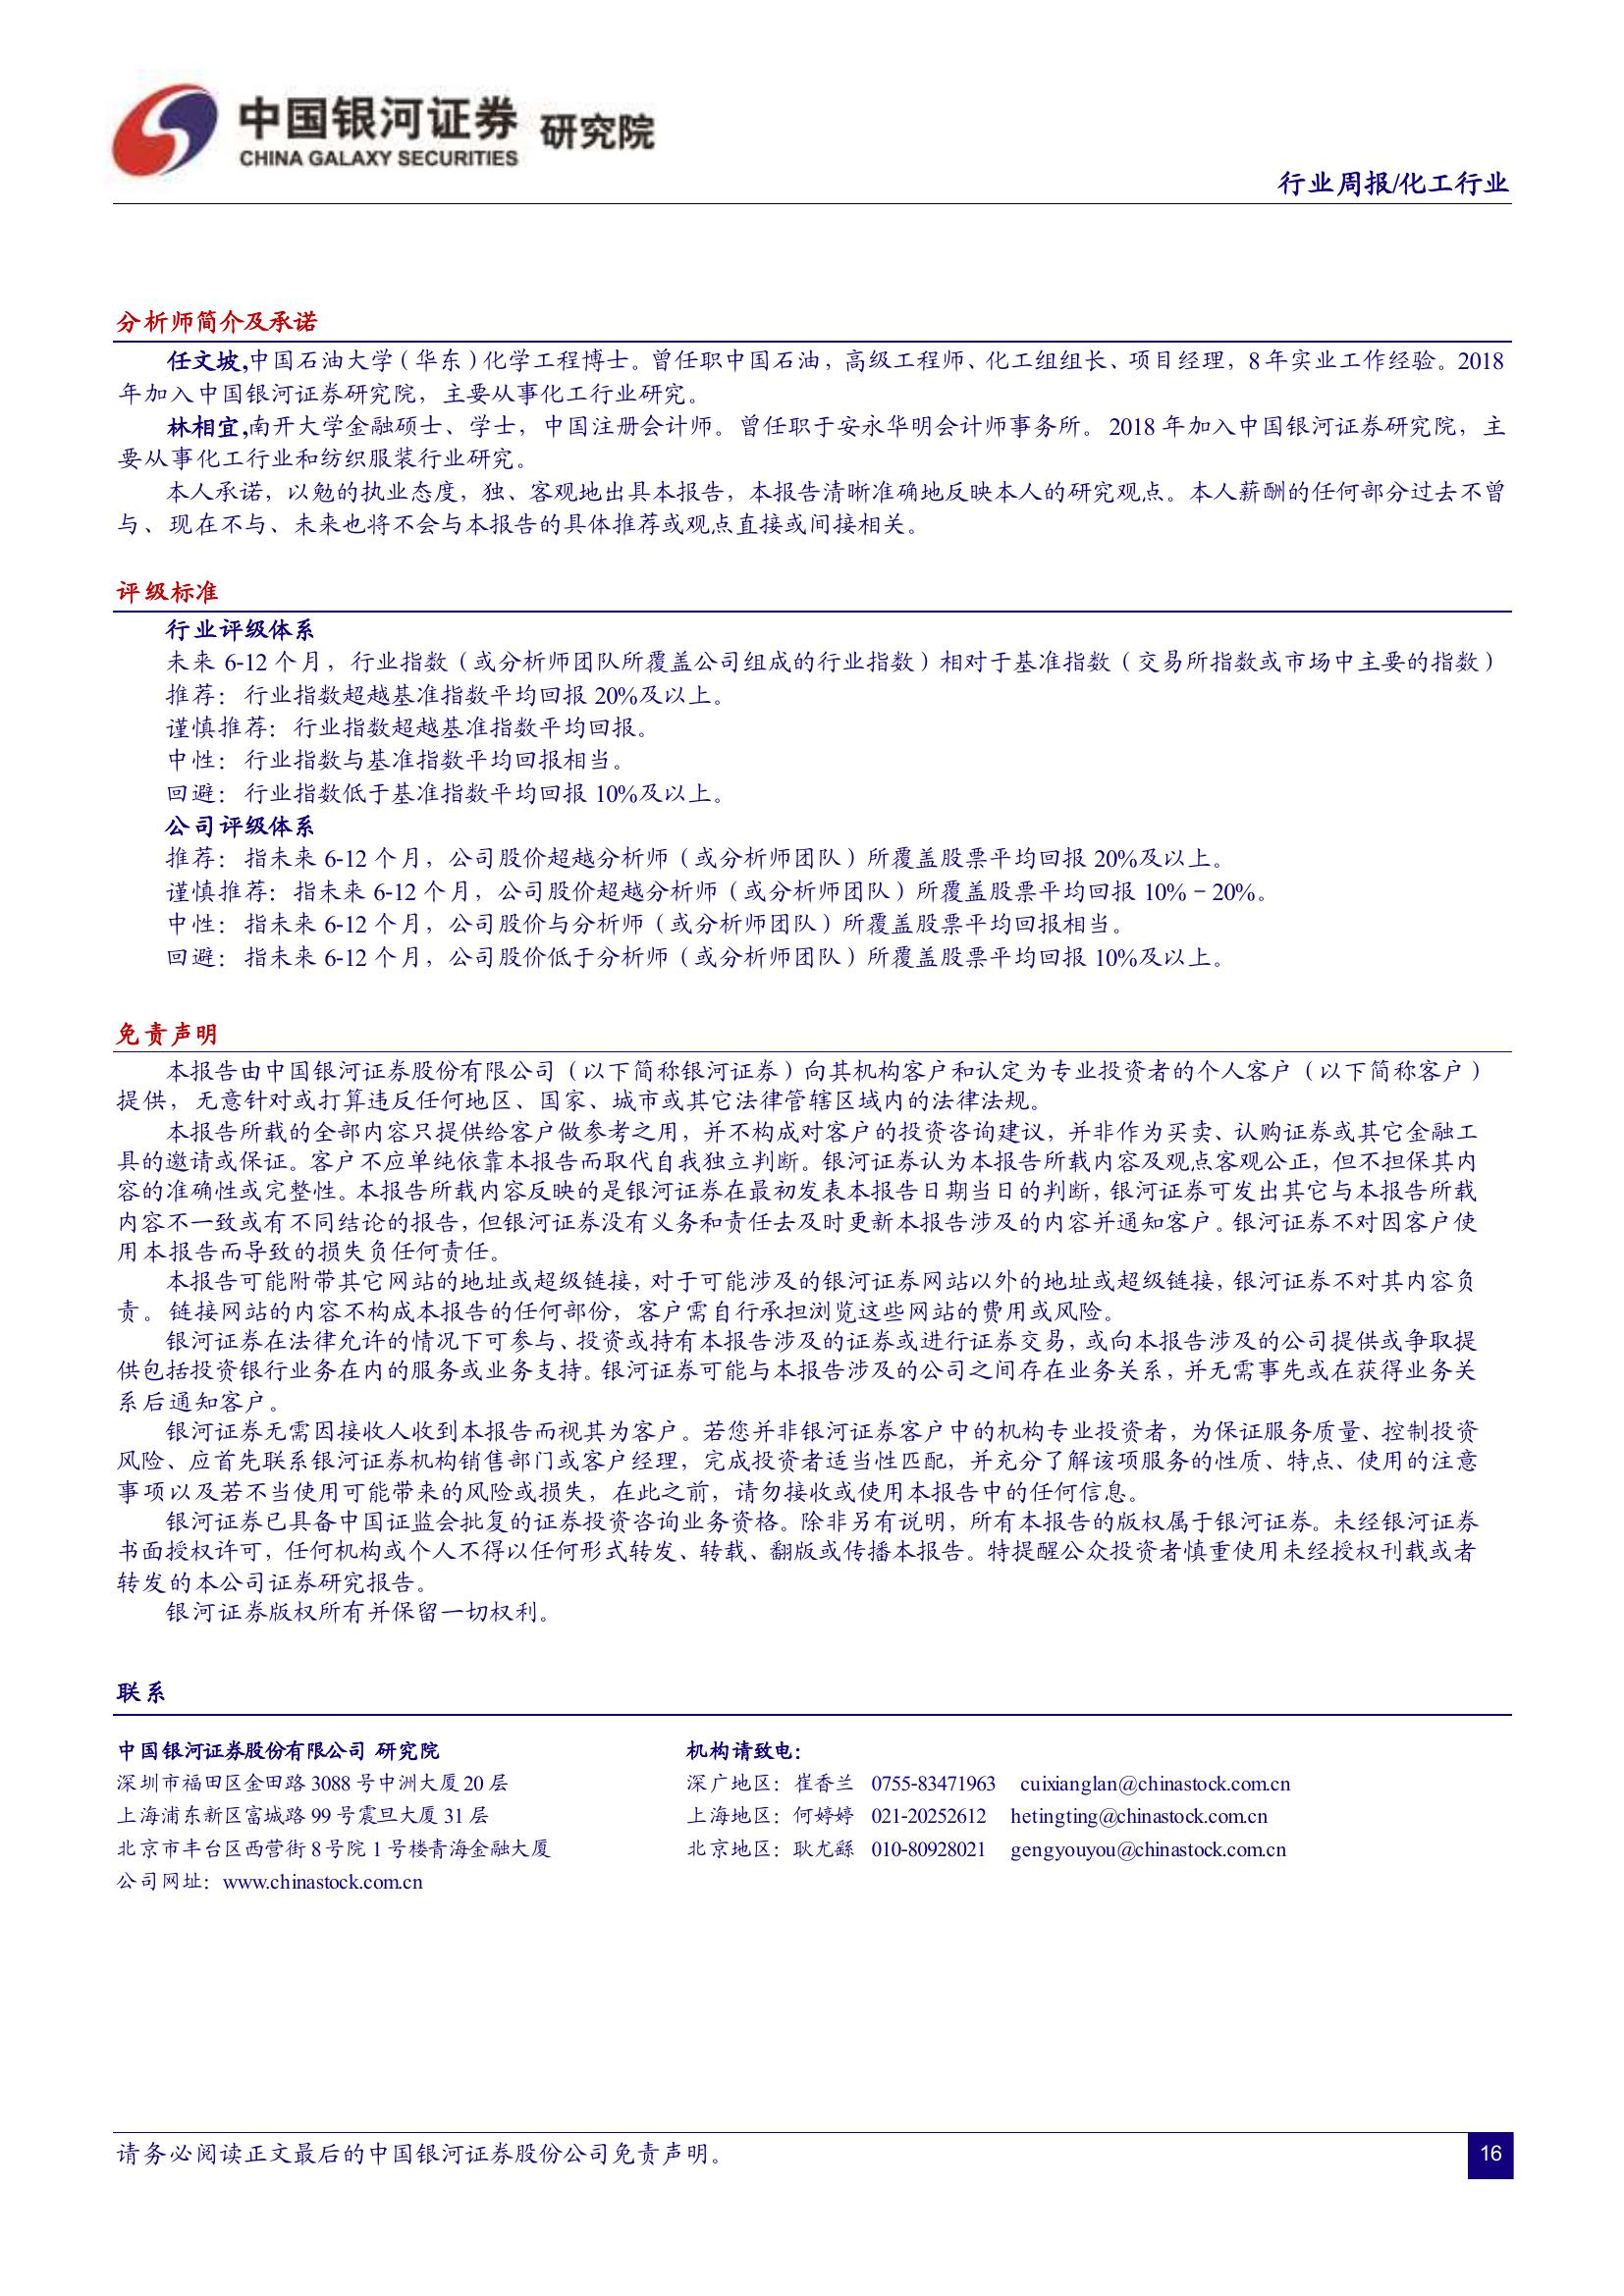 中国银河证券 研究院
CHINA GALAXY SECURITIES
行业周报/化工行业
分析师简介及承诺
任文坡,中国石油大学（华东）化学工程博士。曾任职中国石油，高级工程师、化工组组长、项目经理，8 年实业工作经验。2018
年加入中国银河证券研究院，主要从事化工行业研究。
林相宜,南开大学金融硕士、学士，中国注册会计师。曾任职于安永华明会计师事务所。2018 年加入中国银河证券研究院，主
要从事化工行业和纺织服装行业研究。
本人承诺，以勉的执业态度，独、客观地出具本报告，本报告清晰准确地反映本人的研究观点。本人薪酬的任何部分过去不曾
与、现在不与、未来也将不会与本报告的具体推荐或观点直接或间接相关。
评级标准
行业评级体系
未来 6-12 个月，行业指数（或分析师团队所覆盖公司组成的行业指数）相对于基准指数（交易所指数或市场中主要的指数）
推荐：行业指数超越基准指数平均回报 20%及以上。
谨慎推荐：行业指数超越基准指数平均回报。
中性：行业指数与基准指数平均回报相当。
回避：行业指数低于基准指数平均回报 10%及以上。
公司评级体系
推荐：指未来 6-12 个月，公司股价超越分析师（或分析师团队）所覆盖股票平均回报 20%及以上。
谨慎推荐：指未来 6-12 个月，公司股价超越分析师（或分析师团队）所覆盖股票平均回报 10%－20%。
中性：指未来 6-12 个月，公司股价与分析师（或分析师团队）所覆盖股票平均回报相当。
回避：指未来 6-12 个月，公司股价低于分析师（或分析师团队）所覆盖股票平均回报 10%及以上。
免责声明
本报告由中国银河证券股份有限公司（以下简称银河证券）向其机构客户和认定为专业投资者的个人客户（以下简称客户）
提供，无意针对或打算违反任何地区、国家、城市或其它法律管辖区域内的法律法规。
本报告所载的全部内容只提供给客户做参考之用，并不构成对客户的投资咨询建议，并非作为买卖、认购证券或其它金融工
具的邀请或保证。客户不应单纯依靠本报告而取代自我独立判断。银河证券认为本报告所载内容及观点客观公正，但不担保其内
容的准确性或完整性。本报告所载内容反映的是银河证券在最初发表本报告日期当日的判断，银河证券可发出其它与本报告所载
内容不一致或有不同结论的报告，但银河证券没有义务和责任去及时更新本报告涉及的内容并通知客户。银河证券不对因客户使
用本报告而导致的损失负任何责任。
本报告可能附带其它网站的地址或超级链接，对于可能涉及的银河证券网站以外的地址或超级链接，银河证券不对其内容负
责。链接网站的内容不构成本报告的任何部份，客户需自行承担浏览这些网站的费用或风险。
银河证券在法律允许的情况下可参与、投资或持有本报告涉及的证券或进行证券交易，或向本报告涉及的公司提供或争取提
供包括投资银行业务在内的服务或业务支持。银河证券可能与本报告涉及的公司之间存在业务关系，并无需事先或在获得业务关
系后通知客户。
银河证券无需因接收人收到本报告而视其为客户。若您并非银河证券客户中的机构专业投资者，为保证服务质量、控制投资
风险、应首先联系银河证券机构销售部门或客户经理，完成投资者适当性匹配，并充分了解该项服务的性质、特点、使用的注意
事项以及若不当使用可能带来的风险或损失，在此之前，请勿接收或使用本报告中的任何信息。
银河证券已具备中国证监会批复的证券投资咨询业务资格。除非另有说明，所有本报告的版权属于银河证券。未经银河证券
书面授权许可，任何机构或个人不得以任何形式转发、转载、翻版或传播本报告。特提醒公众投资者慎重使用未经授权刊载或者
转发的本公司证券研究报告。
银河证券版权所有并保留一切权利。
联系
中国银河证券股份有限公司 研究院 机构请致电：
深圳市福田区金田路 3088 号中洲大厦 20 层 深广地区：崔香兰 0755-83471963 cuixianglan@chinastock.com.cn
上海浦东新区富城路 99 号震旦大厦 31 层 上海地区：何婷婷 021-20252612 hetingting@chinastock.com.cn
北京市丰台区西营街 8 号院 1 号楼青海金融大厦 北京地区：耿尤繇 010-80928021 gengyouyou@chinastock.com.cn
公司网址：www.chinastock.com.cn
请务必阅读正文最后的中国银河证券股份公司免责声明。 16